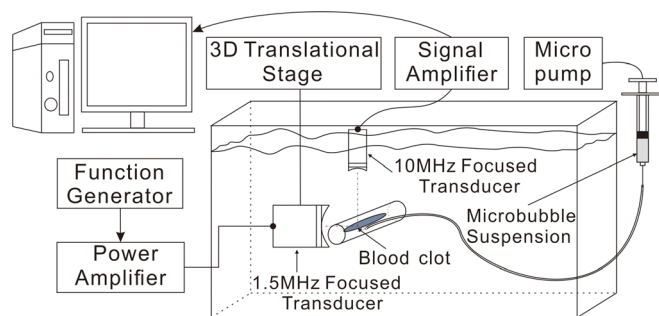 3D Translational
Stage
Signal
Amplifier
Micro
pump
Function
Generator
Power
Amplifier
10MHz Focused
Transducer
Microbubble
Suspension
Blood clot
1.5MHz Focused
Transducer